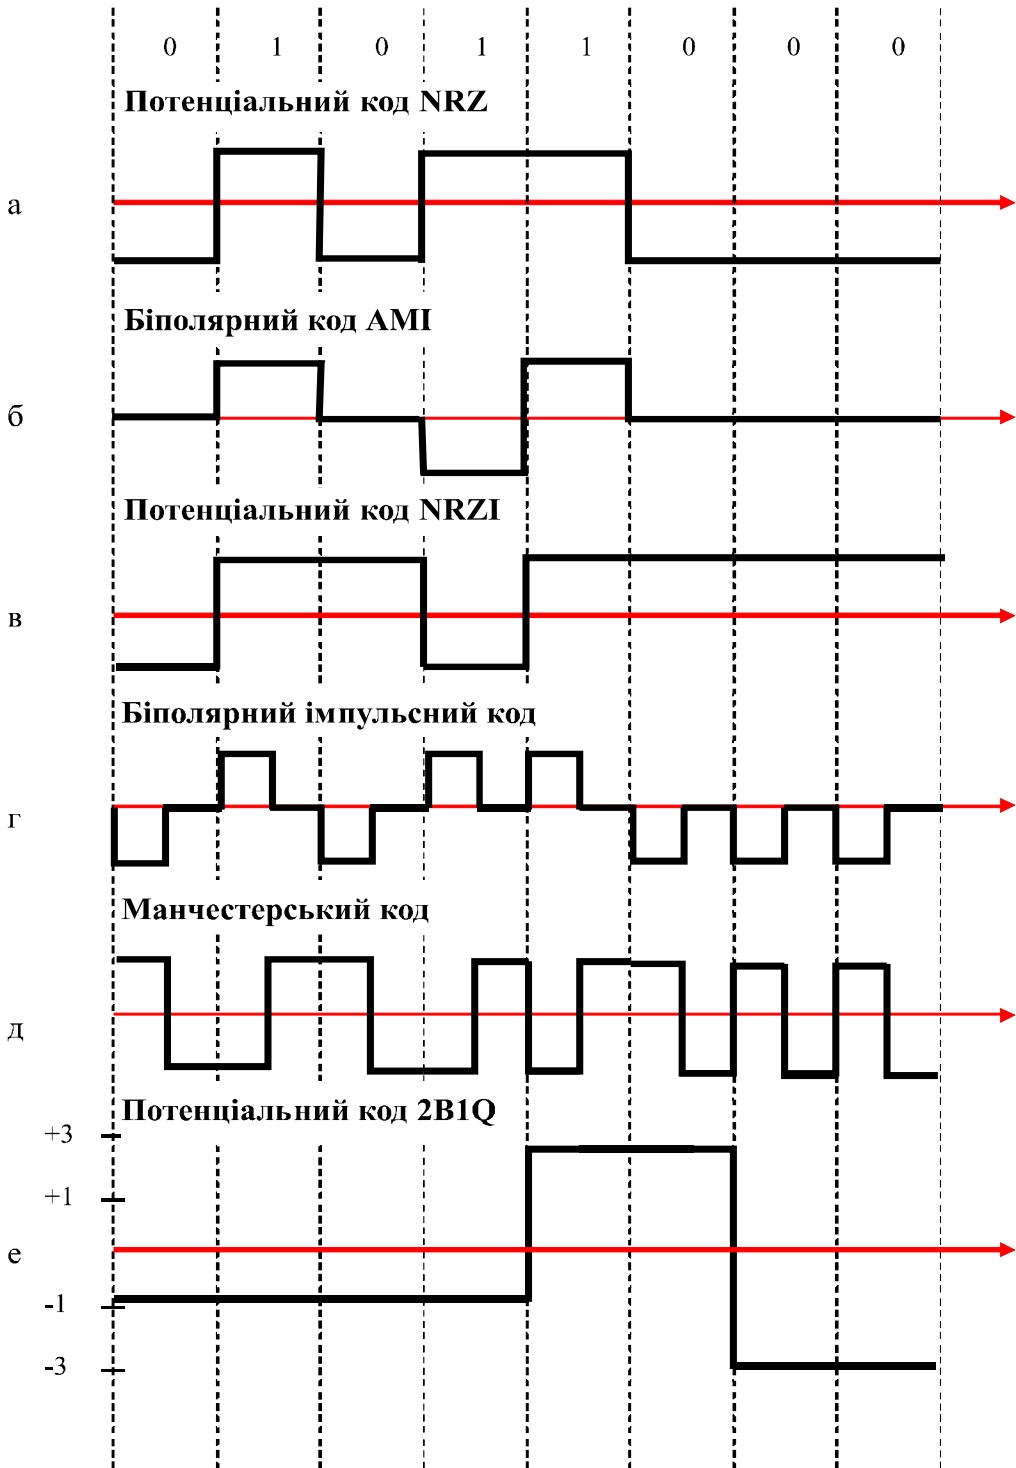 0 1 0 1 1 0 0 0
Потенціальний код NRZ
а
Біполярний код AMI
б
Потенціальний код NRZI
в
Біполярний імпульсний код
г
Манчестерський код
д
Потенціальний код 2B1Q
+3
+1
е
-1
-3